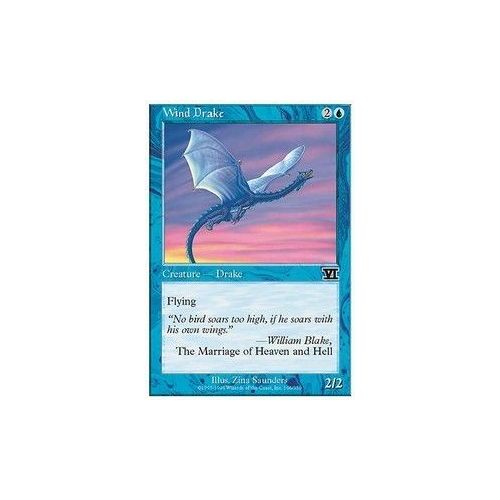 Wind Drake 2
Creature — Drake VI
Flying
"No bird soars too high, if he soars with
his own wings."
—William Blake,
The Marriage of Heaven and Hell
Illus. Zina Saunders
2/2